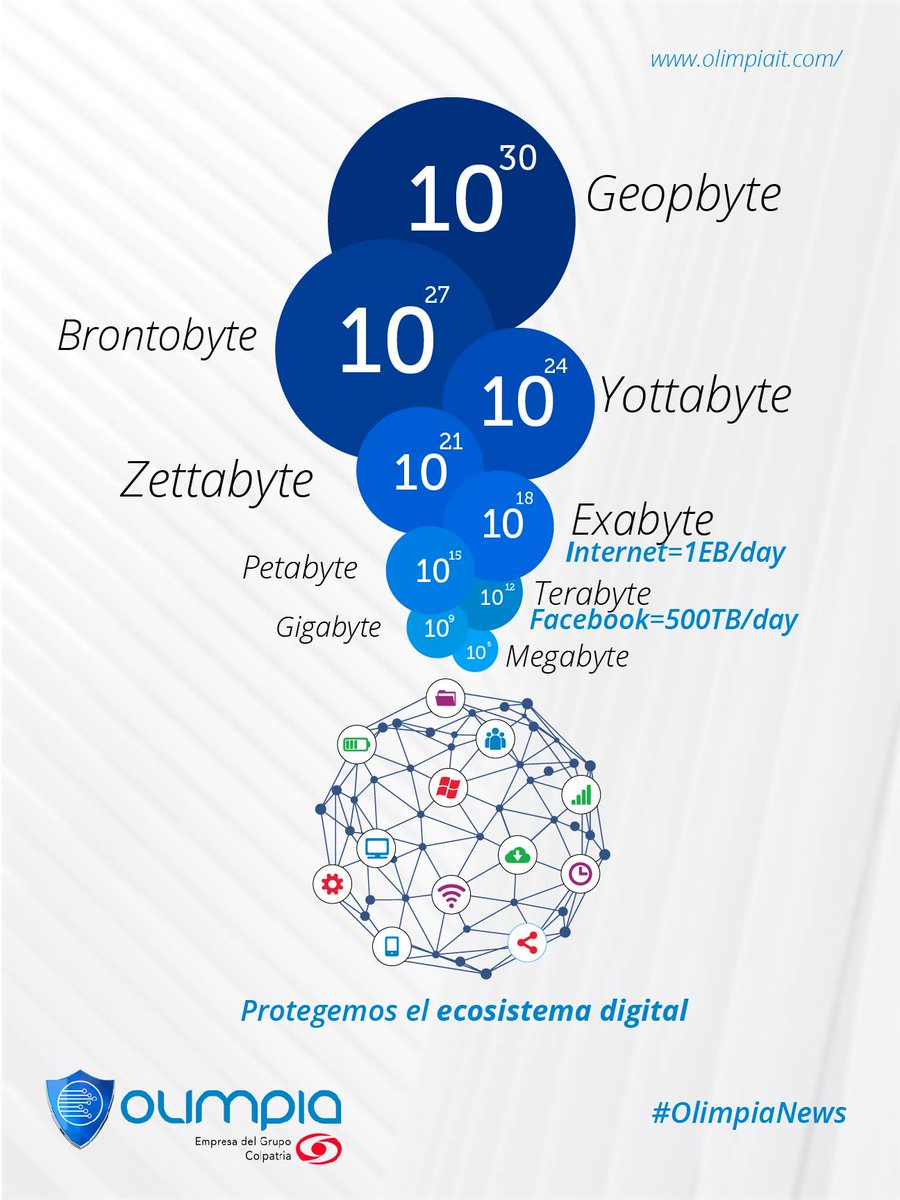 www.olimpiait.com/
10³⁰
Geopbyte
10²⁷
Brontobyte
10²⁴
Yottabyte
10²¹
Zettabyte
10¹⁸
Exabyte
Internet=1EB/day
10¹⁵
Petabyte
10¹²
Terabyte
Facebook=500TB/day
10⁹
Gigabyte
10⁵
Megabyte
Protegemos el ecosistema digital
OLIMPIA
Empresa del Grupo
Colpatria
#OlimpiaNews